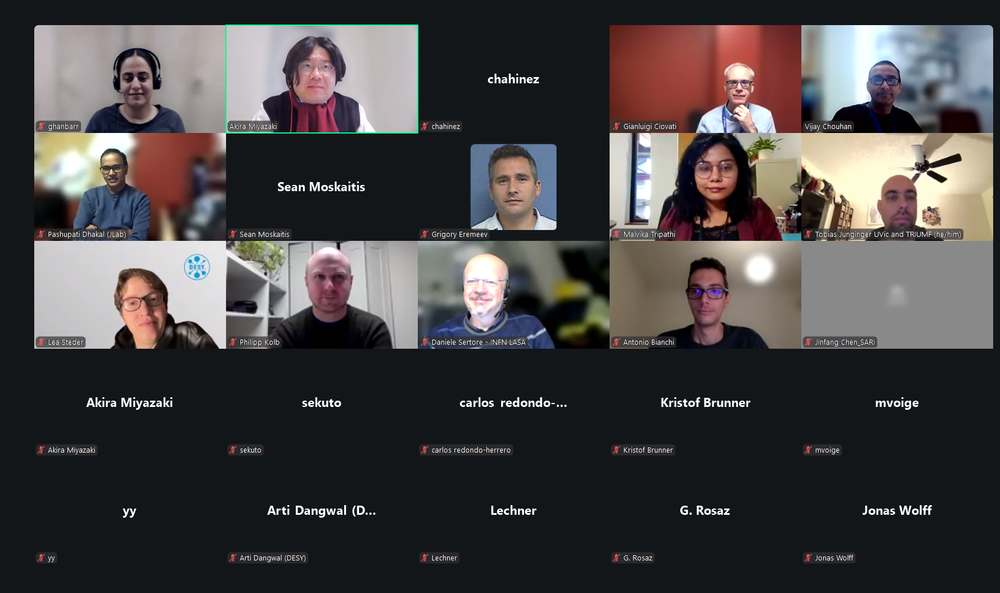 ghanbarr
Akira Miyazaki
chahinez
chahinez
Gianluigi Ciovati
Vijay Chouhan
Pashupati Dhakal (JLab)
Sean Moskaitis
Sean Moskaitis
Grigory Eremeev
Malvika Tripathi
Tobias Junginger UVic and TRIUMF (he/him)
DESY.
Lea Steder
Philipp Kolb
Daniele Sertore - INFN LASA
Antonio Bianchi
Jinfang Chen_SARI
Akira Miyazaki
sekuto
carlos redondo-...
Kristof Brunner
mvoige
Akira Miyazaki
sekuto
carlos redondo-herrero
Kristof Brunner
mvoige
yy
Arti Dangwal (D...
Lechner
G. Rosaz
Jonas Wolff
yy
Arti Dangwal (DESY)
Lechner
G. Rosaz
Jonas Wolff